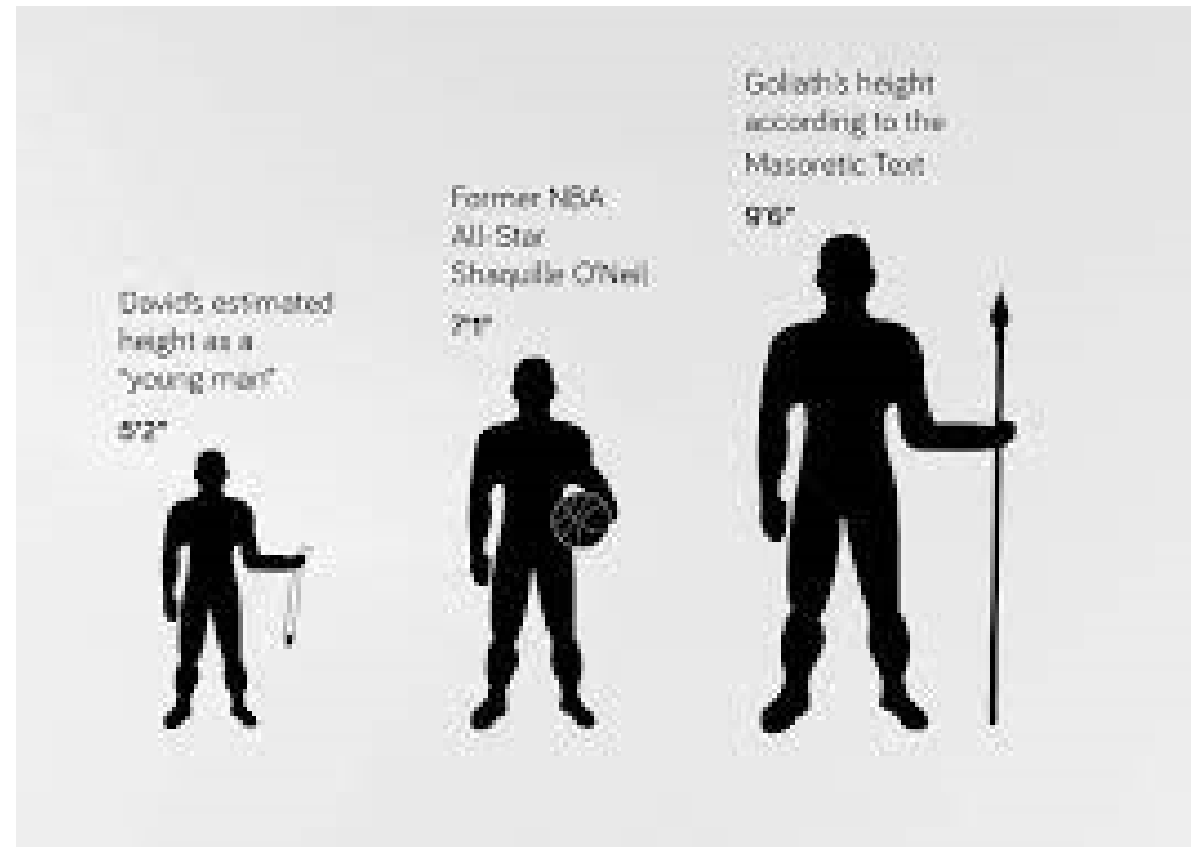 David's estimated
height as a
"young man"
5'2"
Former NBA
All-Star
Shaquille O'Neil
7'1"
Goliath's height
according to the
Masoretic Text
9'6"